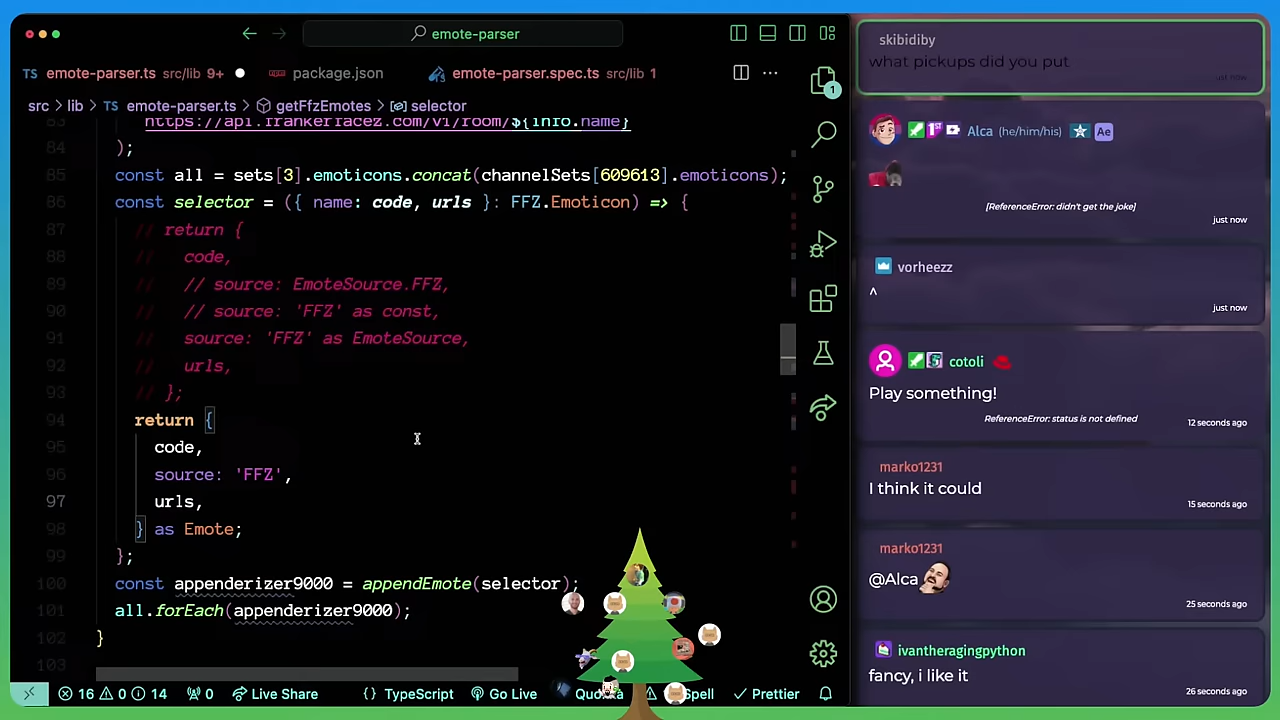 emote-parser
TS emote-parser.ts src/lib 9+
package.json
emote-parser.spec.ts src/lib 1
src > lib > TS emote-parser.ts > getFfzEmotes > selector
https://api.frankerfacez.com/v1/room/${info.name}
84 );
85 const all = sets[3].emoticons.concat(channelSets[609613].emoticons);
86 const selector = ({ name: code, urls }: FFZ.Emoticon) => {
87 // return {
88 // code,
89 // // source: EmoteSource.FFZ,
90 // // source: 'FFZ' as const,
91 // source: 'FFZ' as EmoteSource,
92 // urls,
93 // };
94 return {
95 code,
96 source: 'FFZ',
97 urls,
98 } as Emote;
99 };
100 const appenderizer9000 = appendEmote(selector);
101 all.forEach(appenderizer9000);
102 }
103
1
16 0 14 0 Live Share {} TypeScript Go Live Spell Prettier
skibidiby
what pickups did you put
just now
1st Alca (he/him/his) Ae
[ReferenceError: didn't get the joke]
just now
vorheezz
^
just now
cotoli
Play something!
ReferenceError: status is not defined
12 seconds ago
marko1231
I think it could
15 seconds ago
marko1231
@Alca
25 seconds ago
ivantheragingpython
fancy, i like it
26 seconds ago